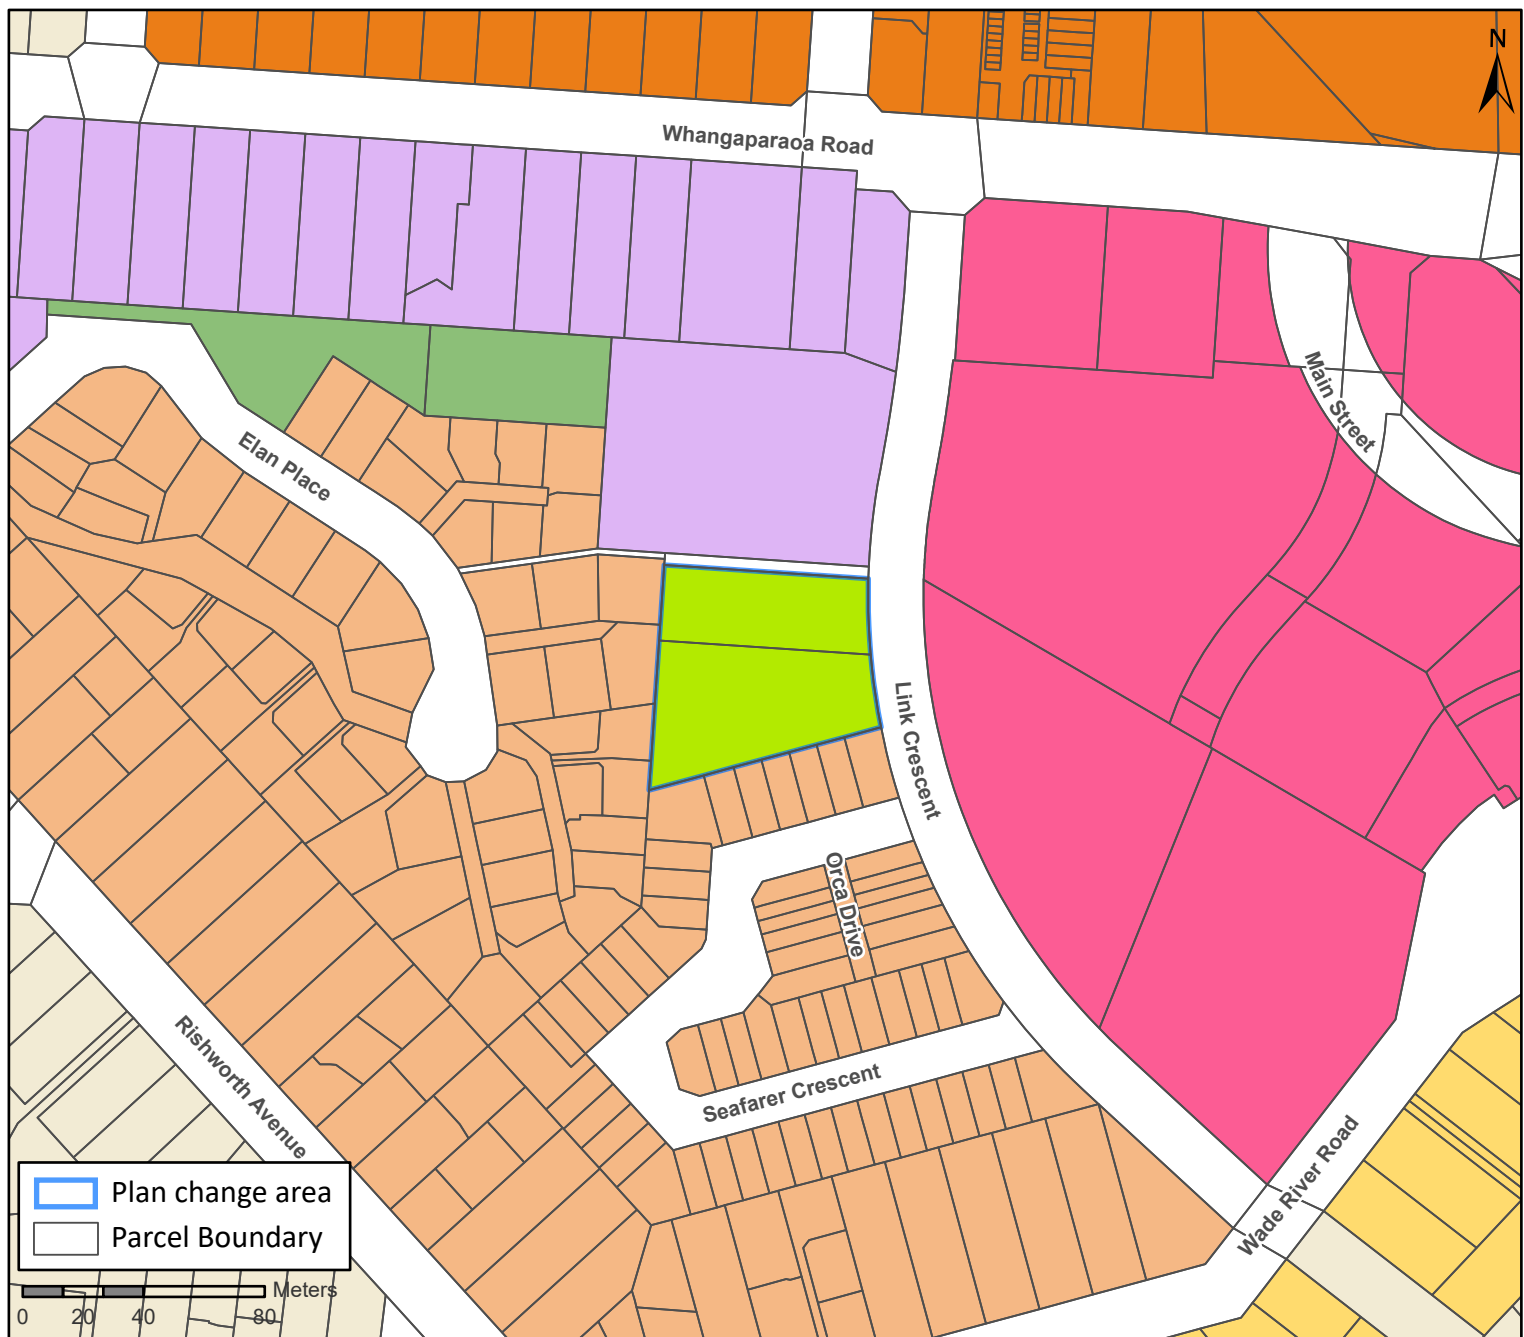 N
Whangaparaoa Road
Main Street
Elan Place
Link Crescent
Orca Drive
Seafarer Crescent
Rishworth Avenue
Wade River Road
Plan change area
Parcel Boundary
Meters
0 20 40 80